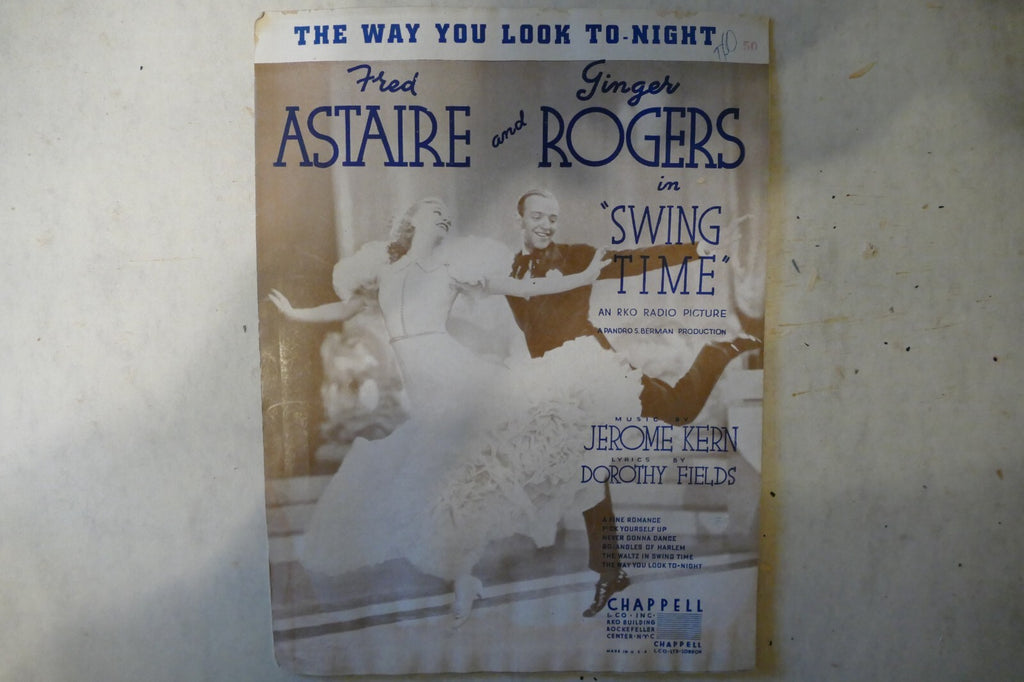 THE WAY YOU LOOK TO-NIGHT
50
Fred Ginger
ASTAIRE and ROGERS
in
"SWING
TIME"
AN RKO RADIO PICTURE
A PANDRO S. BERMAN PRODUCTION
MUSIC BY
JEROME KERN
LYRICS BY
DOROTHY FIELDS
A FINE ROMANCE
PICK YOURSELF UP
NEVER GONNA DANCE
BOJANGLES OF HARLEM
THE WALTZ IN SWING TIME
THE WAY YOU LOOK TO-NIGHT
CHAPPELL
& CO · INC ·
RKO BUILDING
ROCKEFELLER
CENTER · N·Y·C
CHAPPELL
& CO · LTD · LONDON
MADE IN U.S.A.